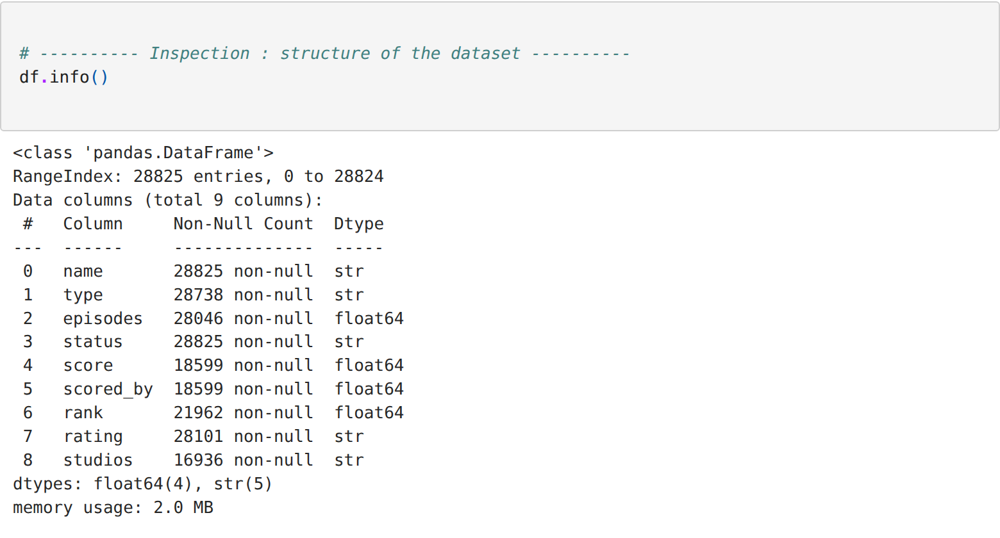 # ---------- Inspection : structure of the dataset ----------
df.info()
<class 'pandas.DataFrame'>
RangeIndex: 28825 entries, 0 to 28824
Data columns (total 9 columns):
 #   Column     Non-Null Count  Dtype
---  ------     --------------  -----
 0   name       28825 non-null  str
 1   type       28738 non-null  str
 2   episodes   28046 non-null  float64
 3   status     28825 non-null  str
 4   score      18599 non-null  float64
 5   scored_by  18599 non-null  float64
 6   rank       21962 non-null  float64
 7   rating     28101 non-null  str
 8   studios    16936 non-null  str
dtypes: float64(4), str(5)
memory usage: 2.0 MB